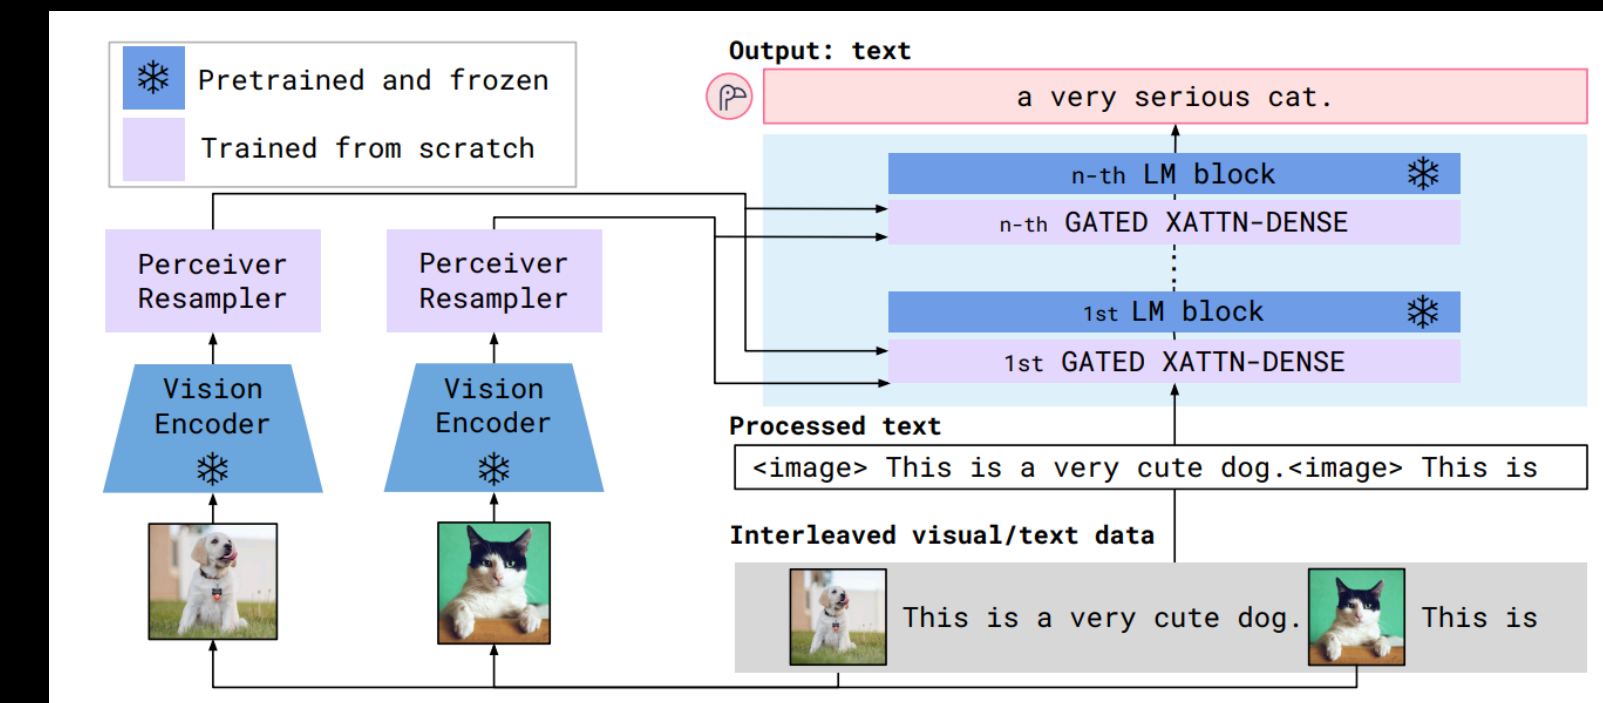 Pretrained and frozen
Trained from scratch
Perceiver
Resampler
Perceiver
Resampler
Vision
Encoder
Vision
Encoder
Output: text
a very serious cat.
n-th LM block
n-th GATED XATTN-DENSE
1st LM block
1st GATED XATTN-DENSE
Processed text
<image> This is a very cute dog.<image> This is
Interleaved visual/text data
This is a very cute dog. This is